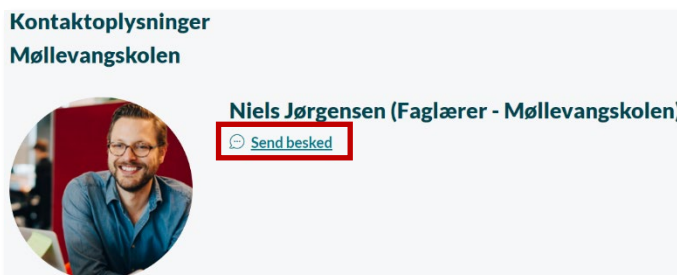 Kontaktoplysninger
Møllevangskolen
Niels Jørgensen (Faglærer - Møllevangskolen)
Send besked